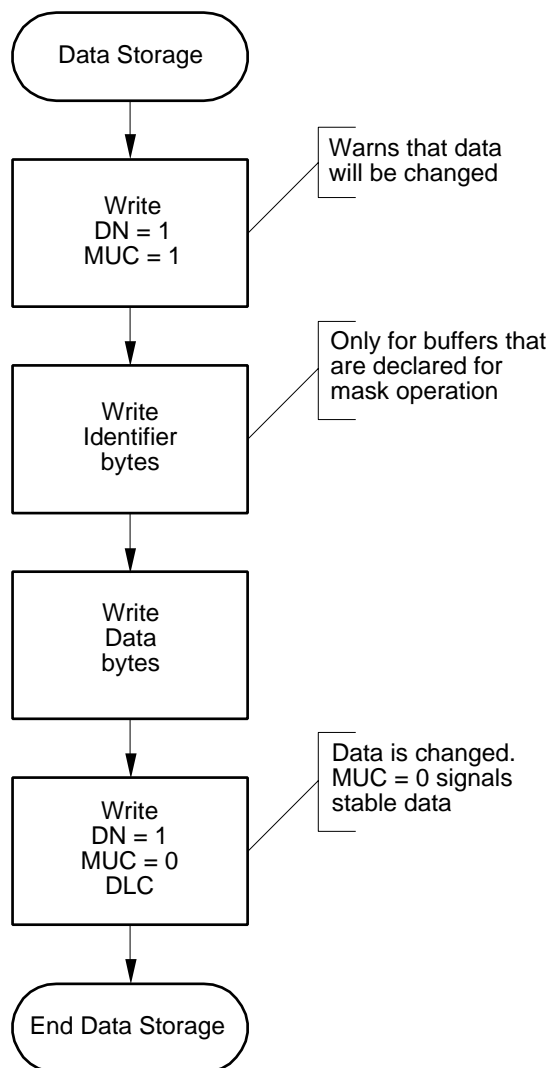 Data Storage
Write
DN = 1
MUC = 1
Warns that data
will be changed
Write
Identifier
bytes
Only for buffers that
are declared for
mask operation
Write
Data
bytes
Write
DN = 1
MUC = 0
DLC
Data is changed.
MUC = 0 signals
stable data
End Data Storage